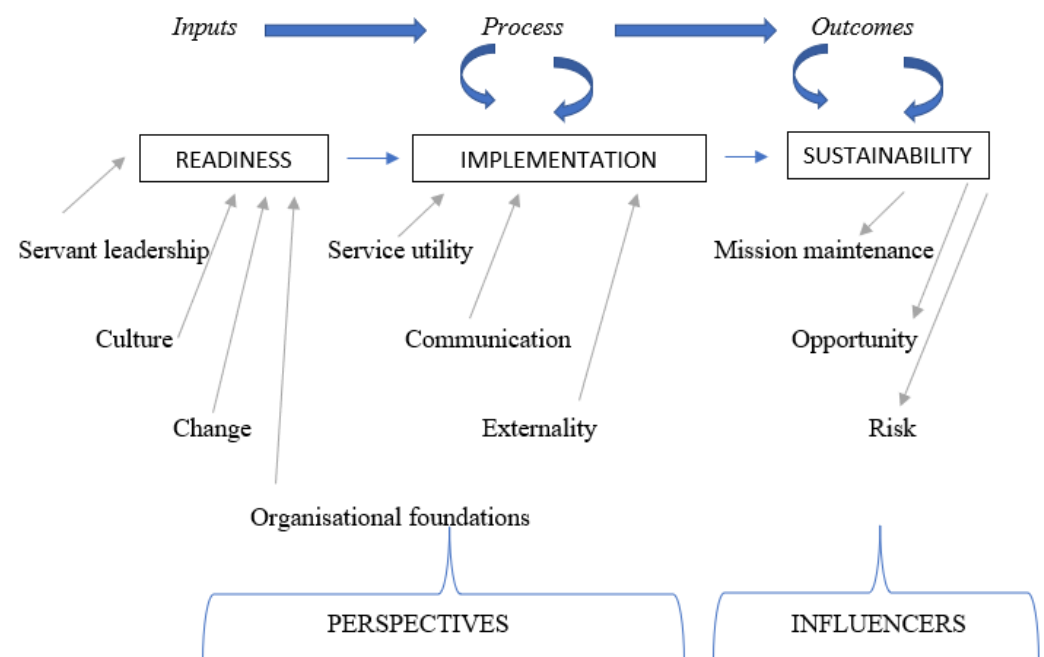 Inputs Process Outcomes
READINESS IMPLEMENTATION SUSTAINABILITY
Servant leadership Service utility Mission maintenance
Culture Communication Opportunity
Change Externality Risk
Organisational foundations
PERSPECTIVES INFLUENCERS